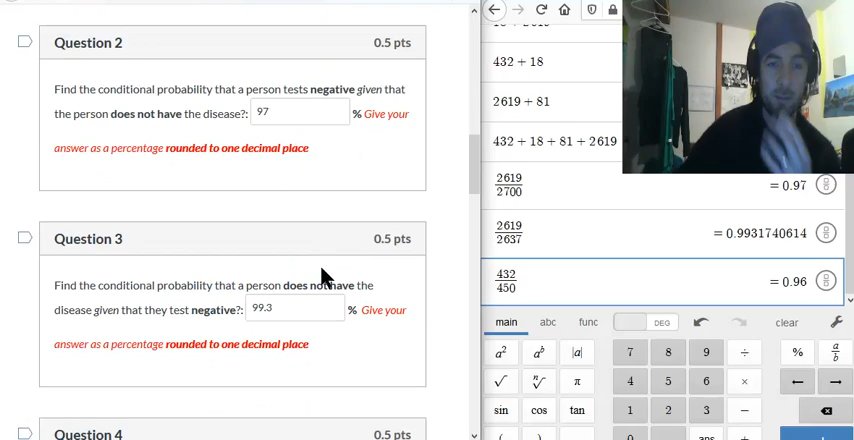 Question 2
0.5 pts
Find the conditional probability that a person tests negative given that
the person does not have the disease?: 97 % Give your
answer as a percentage rounded to one decimal place
Question 3
0.5 pts
Find the conditional probability that a person does not have the
disease given that they test negative?: 99.3 % Give your
answer as a percentage rounded to one decimal place
Question 4
0.5 pts
432 + 18
2619 + 81
432 + 18 + 81 + 2619
2619/2700 = 0.97
2619/2637 = 0.9931740614
432/450 = 0.96
main abc func DEG clear
a² aᵇ |a| 7 8 9 ÷ % a/b
√ ⁿ√ π 4 5 6 × ← →
sin cos tan 1 2 3 −
( ) 0 . ans +